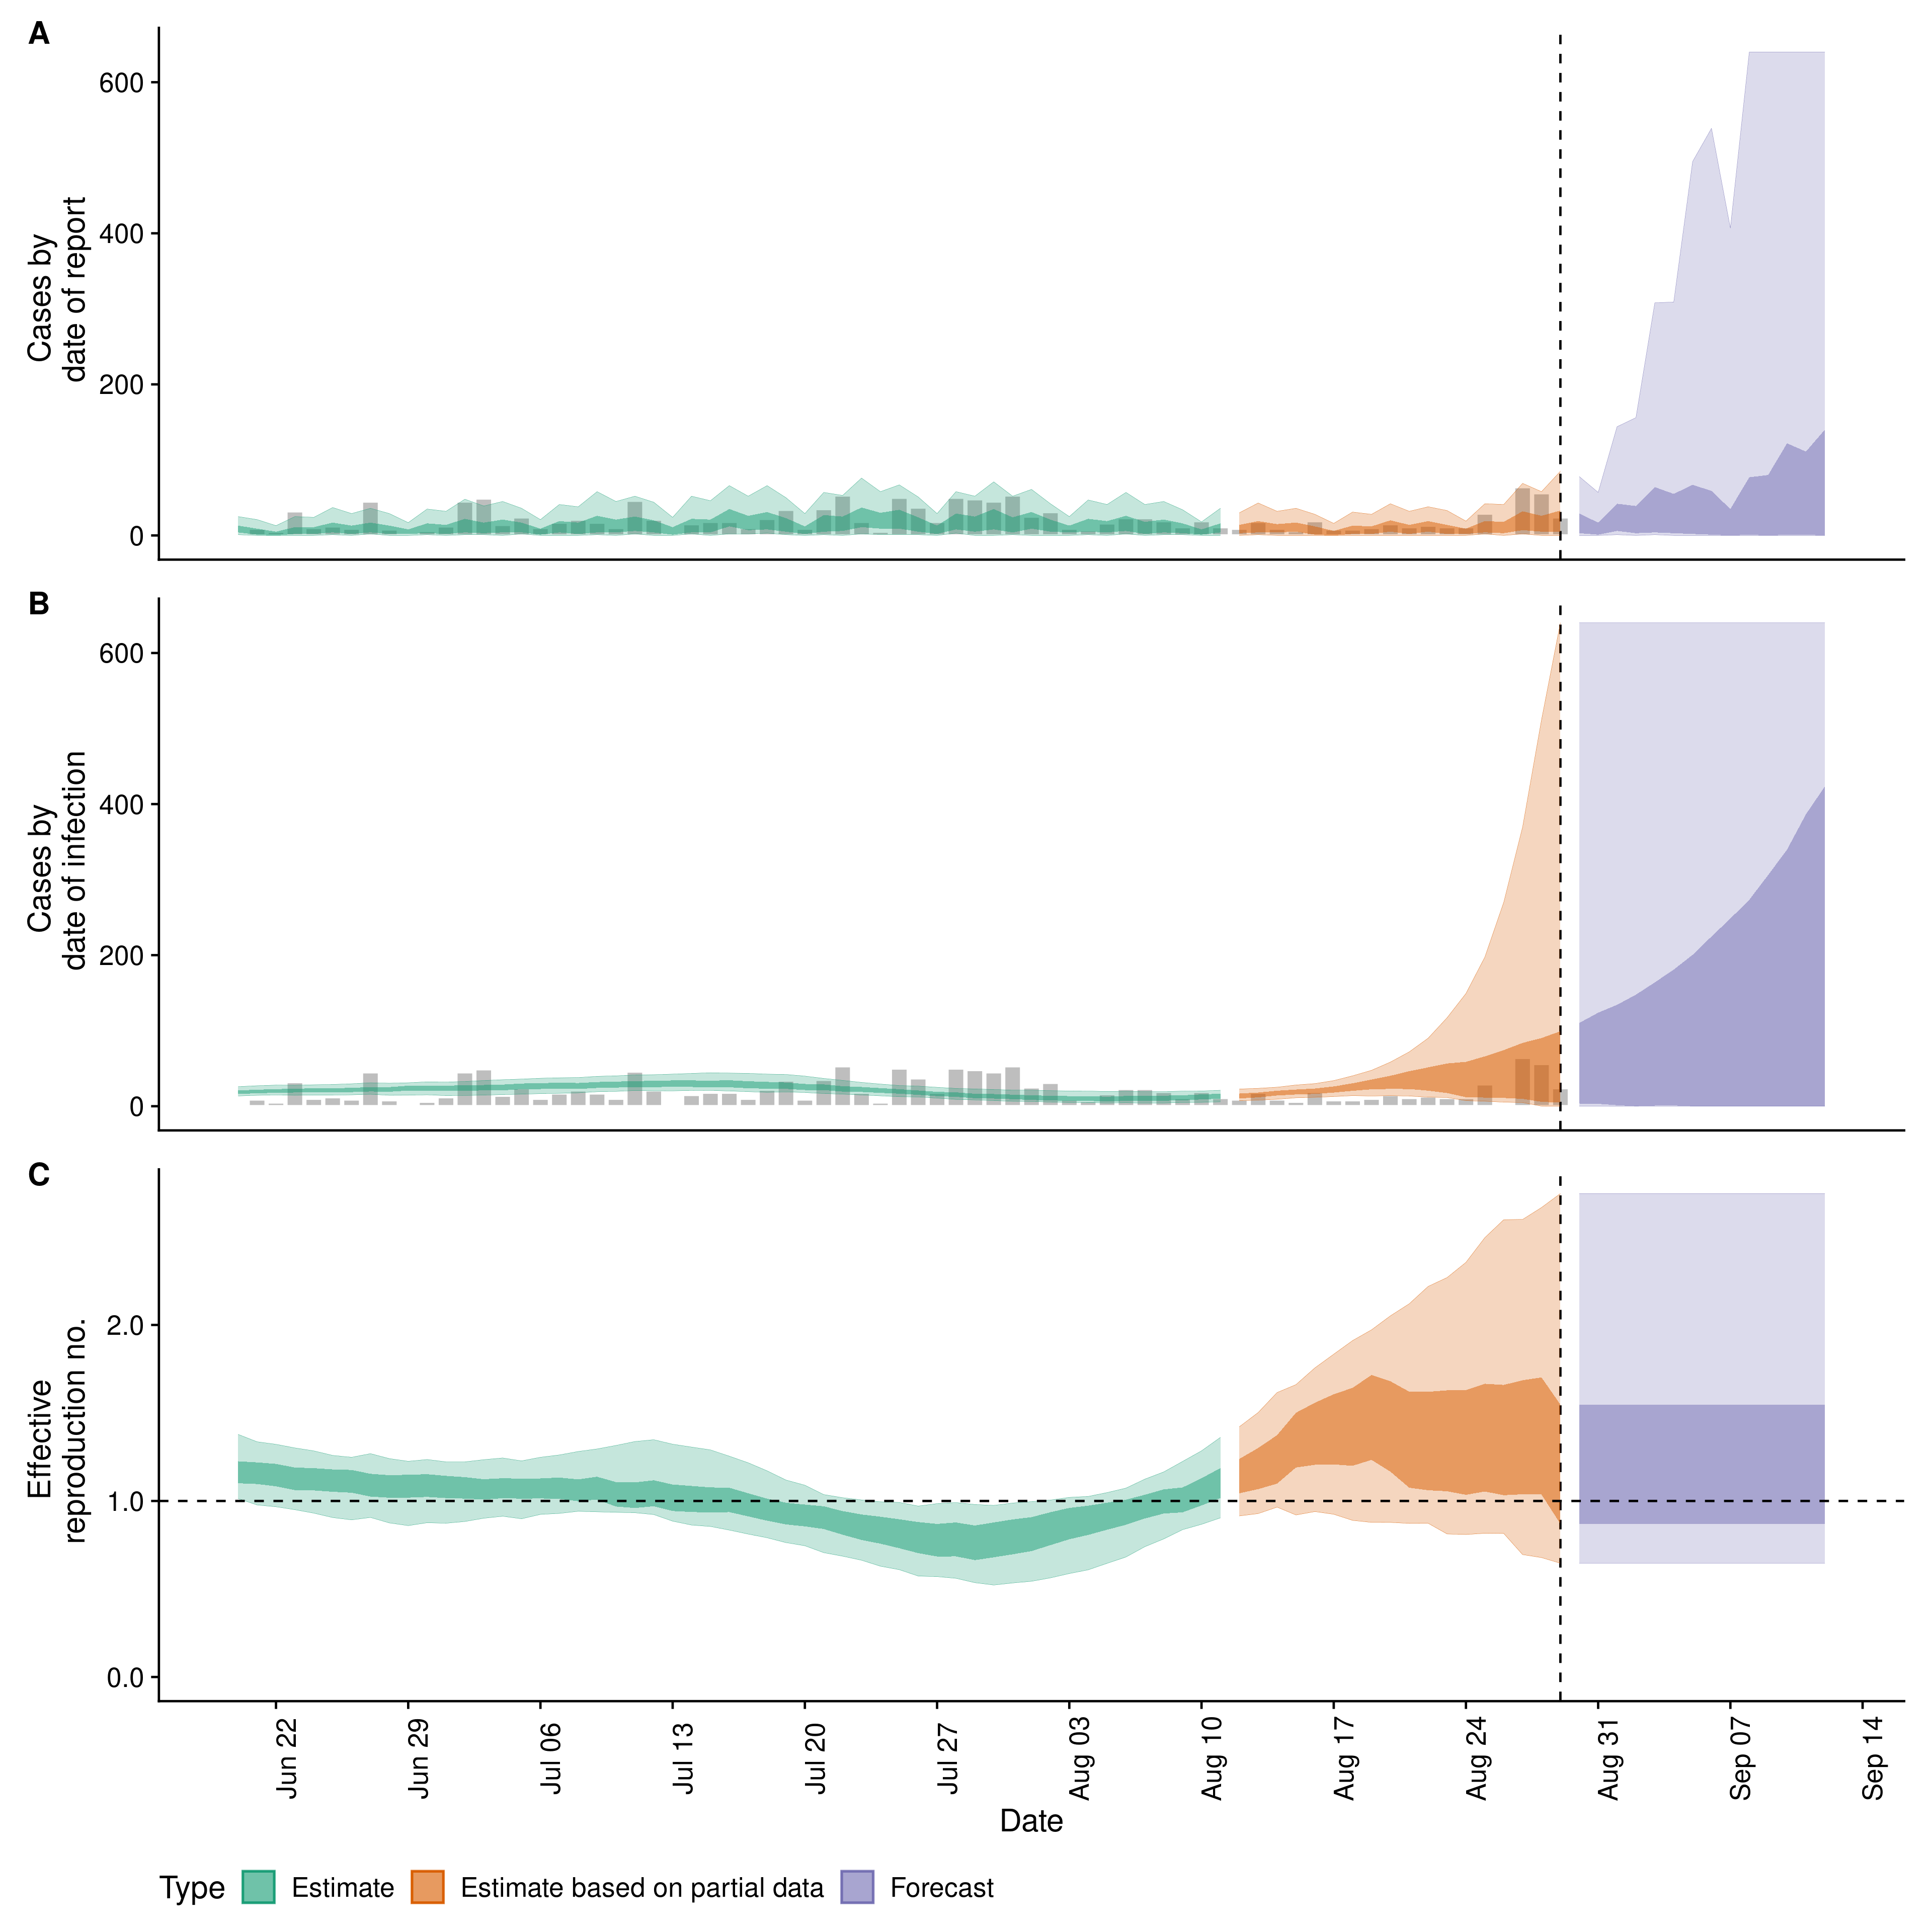 A
600
400
200
0
Cases by
date of report
B
600
400
200
0
Cases by
date of infection
C
2.0
1.0
0.0
Effective
reproduction no.
Jun 22
Jun 29
Jul 06
Jul 13
Jul 20
Jul 27
Aug 03
Aug 10
Aug 17
Aug 24
Aug 31
Sep 07
Sep 14
Date
Type Estimate Estimate based on partial data Forecast